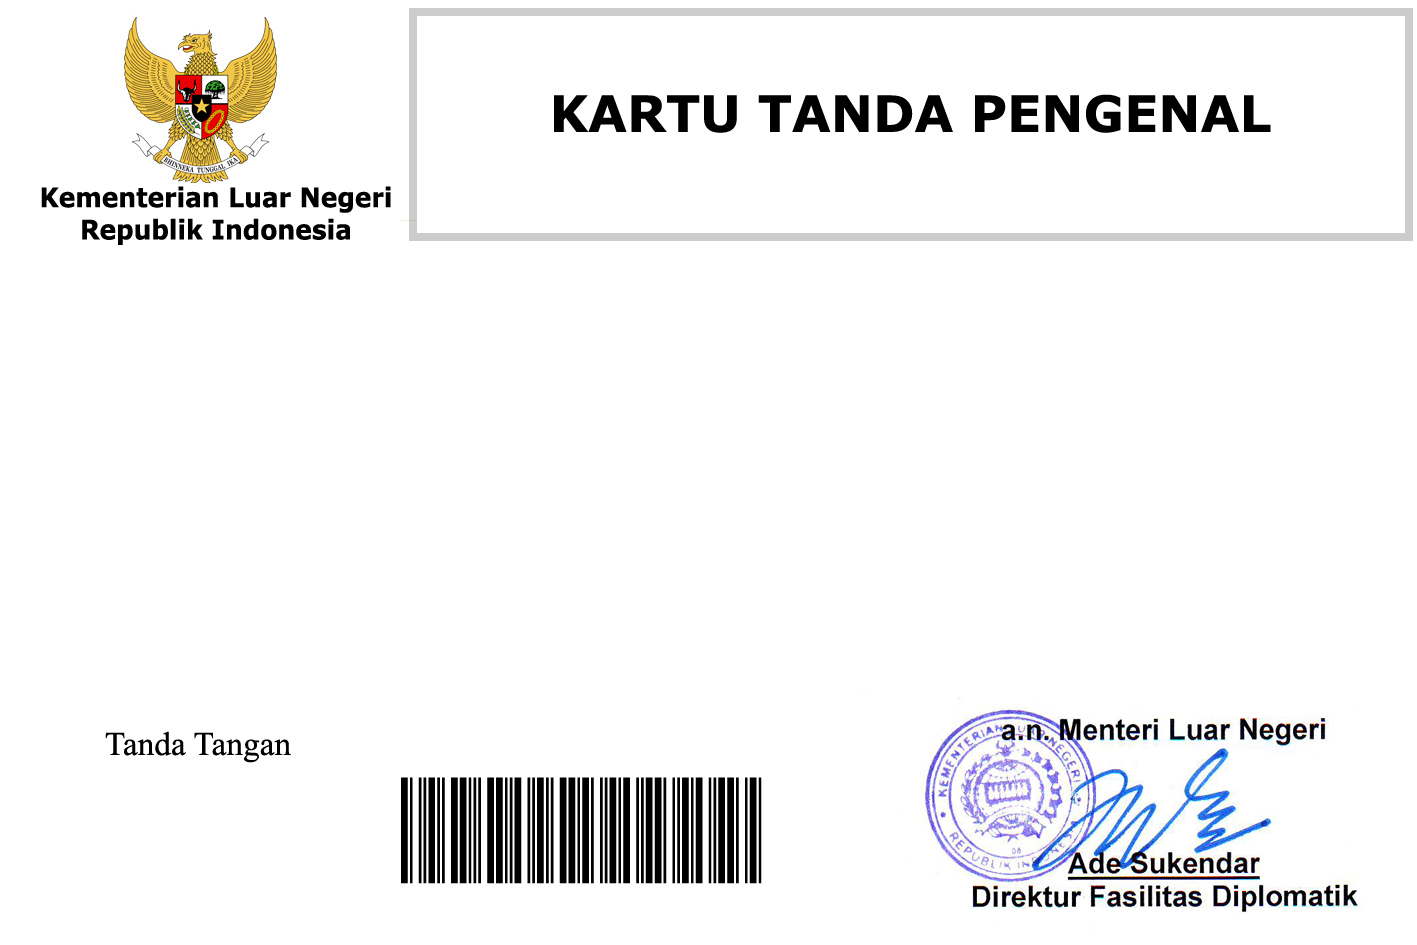 BHINNEKA TUNGGAL IKA
Kementerian Luar Negeri
Republik Indonesia
KARTU TANDA PENGENAL
Tanda Tangan
a.n. Menteri Luar Negeri
KEMENTERIAN LUAR NEGERI
REPUBLIK INDONESIA
08
Ade Sukendar
Direktur Fasilitas Diplomatik